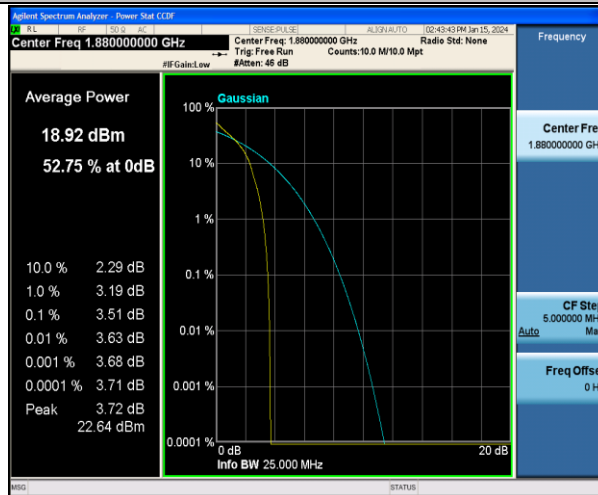 Agilent Spectrum Analyzer - Power Stat CCDF
RL RF 50 Ω AC SENSE:PULSE ALIGN AUTO 02:43:43 PM Jan 15, 2024
Center Freq 1.880000000 GHz
Center Freq: 1.880000000 GHz Radio Std: None
Trig: Free Run Counts:10.0 M/10.0 Mpt
#IFGain:Low #Atten: 46 dB
Frequency
Average Power
18.92 dBm
52.75 % at 0dB
10.0 % 2.29 dB
1.0 % 3.19 dB
0.1 % 3.51 dB
0.01 % 3.63 dB
0.001 % 3.68 dB
0.0001 % 3.71 dB
Peak 3.72 dB
22.64 dBm
Gaussian
100 %
10 %
1 %
0.1 %
0.01 %
0.001 %
0.0001 %
0 dB 20 dB
Info BW 25.000 MHz
Center Fre
1.880000000 GH
CF Ste
5.000000 MH
Auto Ma
Freq Offse
0 H
MSG STATUS